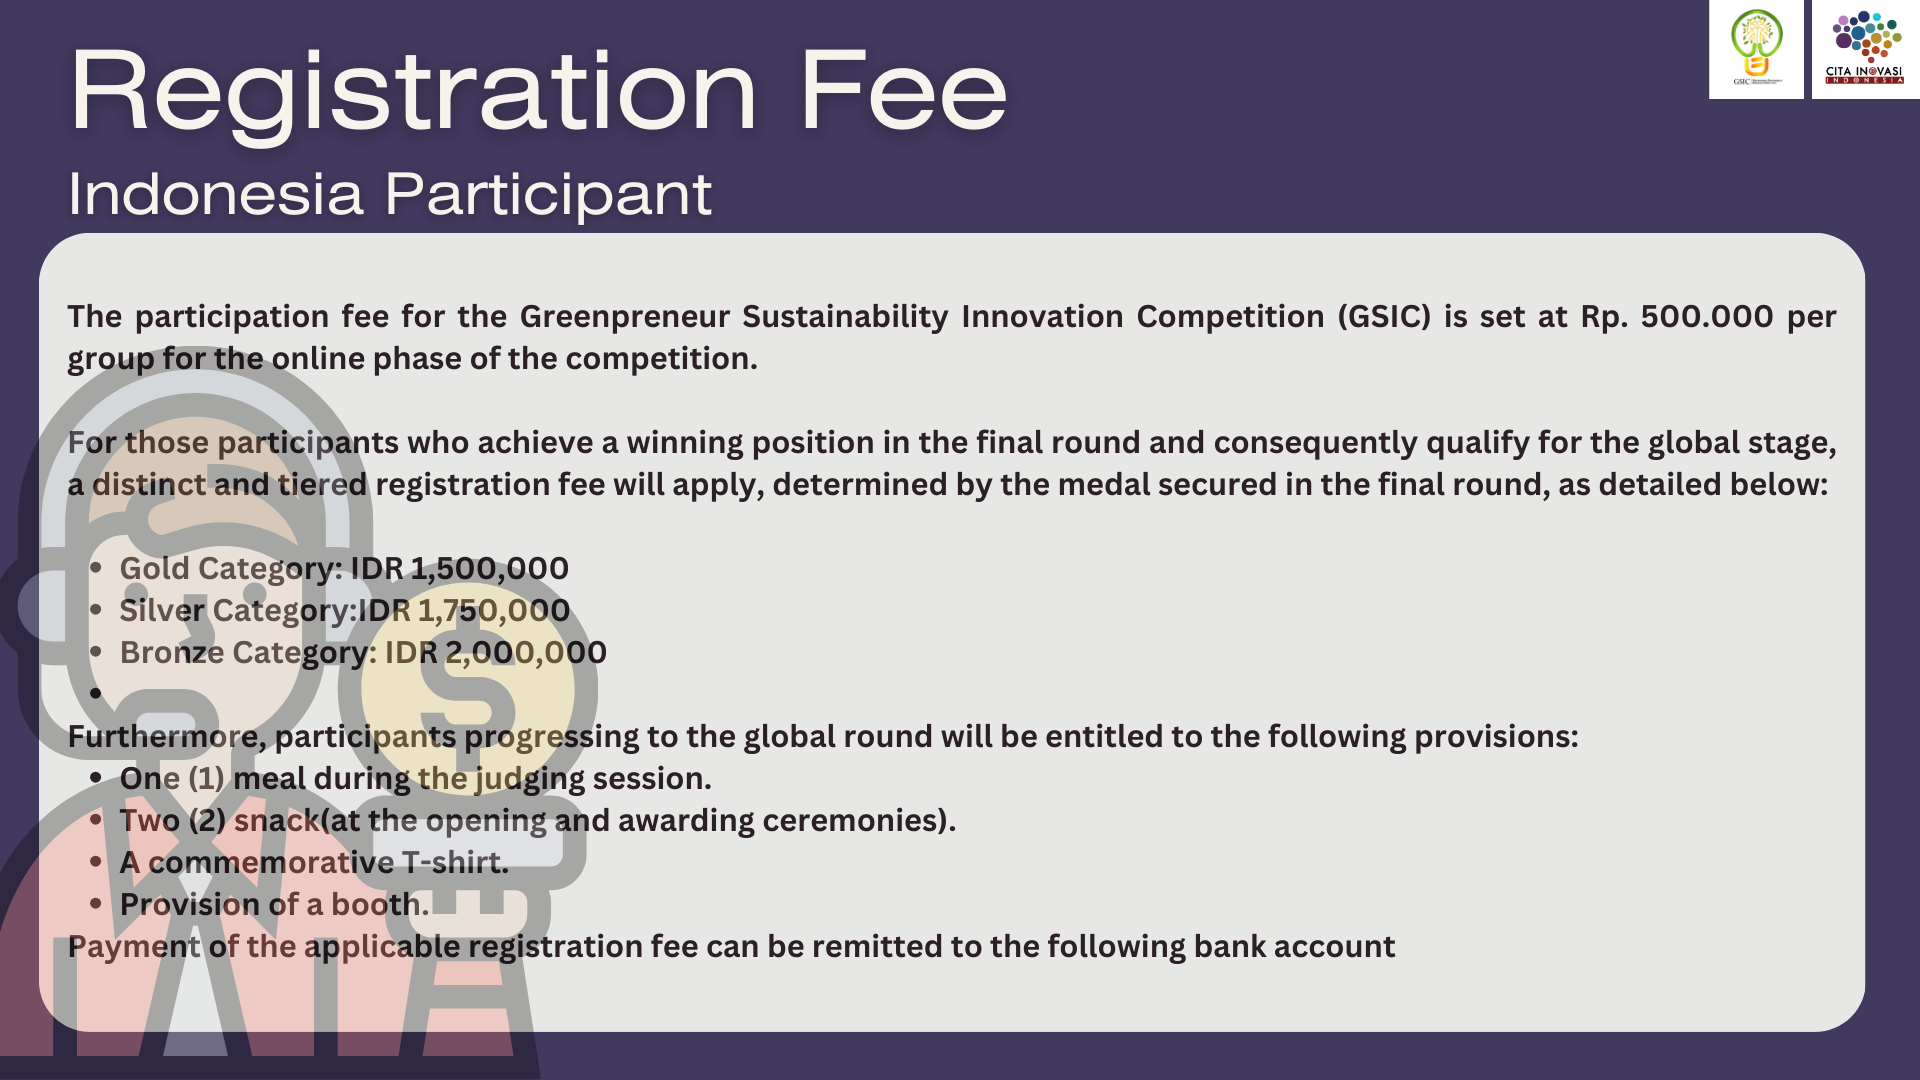 Registration Fee
Indonesia Participant
GSIC
CITA INOVASI
INDONESIA
The participation fee for the Greenpreneur Sustainability Innovation Competition (GSIC) is set at Rp. 500.000 per
group for the online phase of the competition.
For those participants who achieve a winning position in the final round and consequently qualify for the global stage,
a distinct and tiered registration fee will apply, determined by the medal secured in the final round, as detailed below:
• Gold Category: IDR 1,500,000
• Silver Category:IDR 1,750,000
• Bronze Category: IDR 2,000,000
•
Furthermore, participants progressing to the global round will be entitled to the following provisions:
• One (1) meal during the judging session.
• Two (2) snack(at the opening and awarding ceremonies).
• A commemorative T-shirt.
• Provision of a booth.
Payment of the applicable registration fee can be remitted to the following bank account